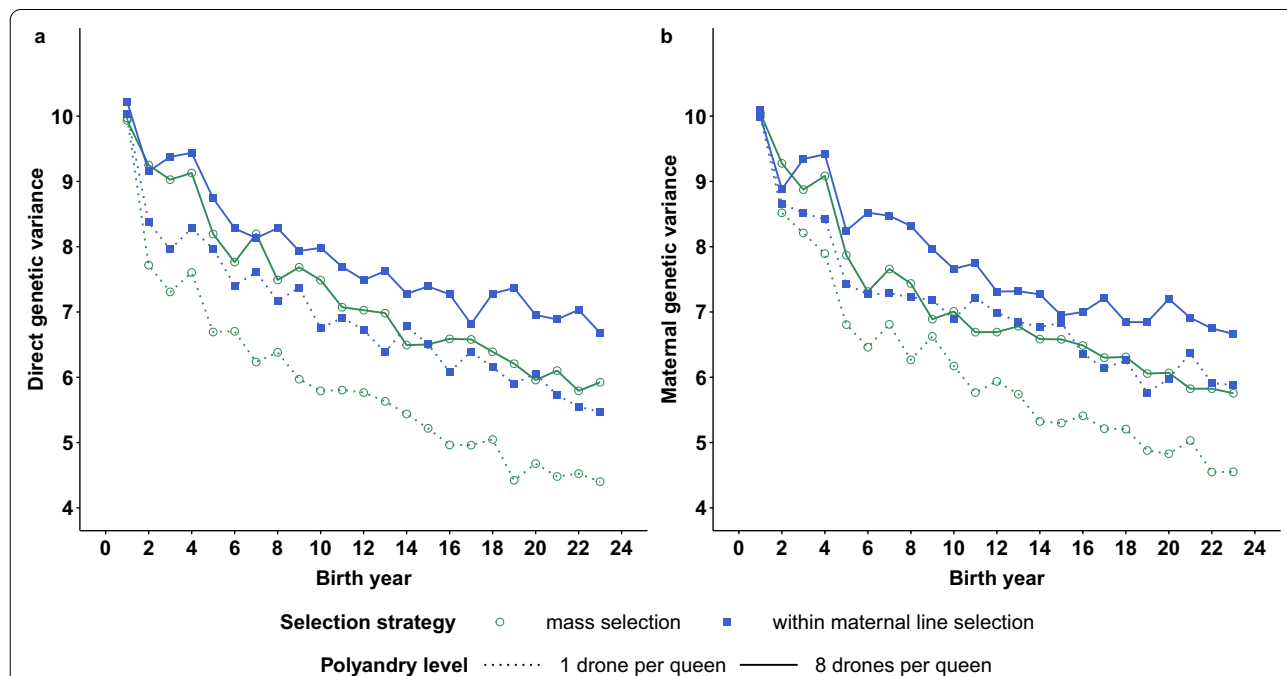 a
b
Direct genetic variance
10
9
8
7
6
5
4
0 2 4 6 8 10 12 14 16 18 20 22 24
Birth year
Maternal genetic variance
10
9
8
7
6
5
4
0 2 4 6 8 10 12 14 16 18 20 22 24
Birth year
Selection strategy mass selection within maternal line selection
Polyandry level 1 drone per queen 8 drones per queen